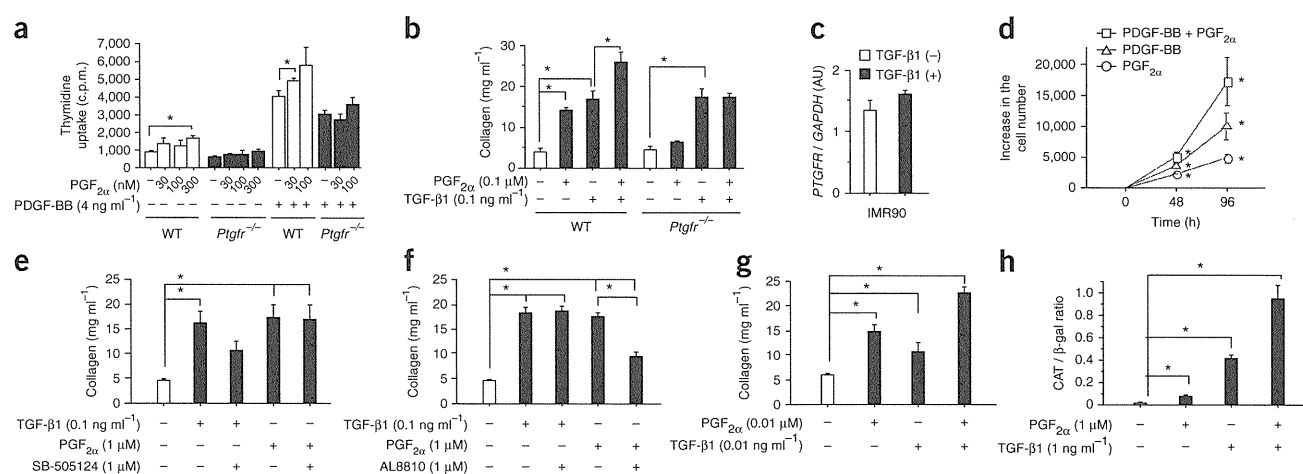 a
7,000
6,000
5,000
4,000
3,000
2,000
1,000
0
Thymidine
uptake (c.p.m.)
*
*
PGF2α (nM)
– 30 100 300 – 30 100 300 – 30 100 – 30 100
PDGF-BB (4 ng ml–1)
– – – – – – – – + + + + + +
WT Ptgfr–/– WT Ptgfr–/–
b
30
20
10
0
Collagen (mg ml–1)
* * * * *
PGF2α (0.1 μM) – + – + – + – +
TGF-β1 (0.1 ng ml–1) – – + + – – + +
WT Ptgfr–/–
c
TGF-β1 (–)
TGF-β1 (+)
2
1
0
PTGFR / GAPDH (AU)
IMR90
d
PDGF-BB + PGF2α
PDGF-BB
PGF2α
20,000
15,000
10,000
5,000
0
Increase in the
cell number
* * * * *
0 48 96
Time (h)
e
25
20
15
10
5
0
Collagen (mg ml–1)
*
*
TGF-β1 (0.1 ng ml–1) – + + – –
PGF2α (1 μM) – – – + +
SB-505124 (1 μM) – – + – +
f
25
20
15
10
5
0
Collagen (mg ml–1)
*
* *
TGF-β1 (0.1 ng ml–1) – + + – –
PGF2α (1 μM) – – – + +
AL8810 (1 μM) – – + – +
g
25
20
15
10
5
0
Collagen (mg ml–1)
*
*
*
PGF2α (0.01 μM) – + – +
TGF-β1 (0.01 ng ml–1) – – + +
h
1.0
0.8
0.6
0.4
0.2
0
CAT / β-gal ratio
*
*
*
PGF2α (1 μM) – + – +
TGF-β1 (1 ng ml–1) – – + +